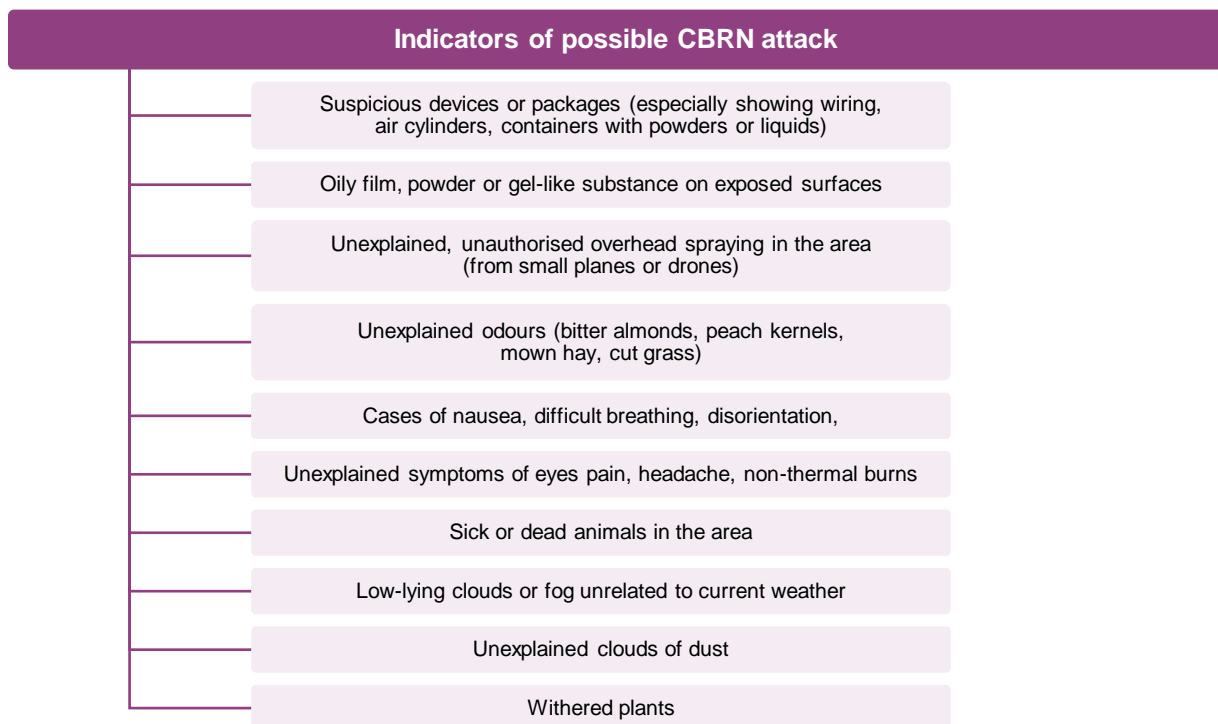 Indicators of possible CBRN attack
Suspicious devices or packages (especially showing wiring,
air cylinders, containers with powders or liquids)
Oily film, powder or gel-like substance on exposed surfaces
Unexplained, unauthorised overhead spraying in the area
(from small planes or drones)
Unexplained odours (bitter almonds, peach kernels,
mown hay, cut grass)
Cases of nausea, difficult breathing, disorientation,
Unexplained symptoms of eyes pain, headache, non-thermal burns
Sick or dead animals in the area
Low-lying clouds or fog unrelated to current weather
Unexplained clouds of dust
Withered plants